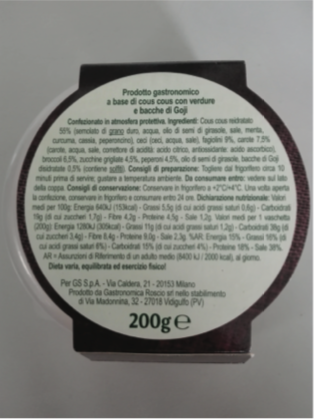 Prodotto gastronomico
a base di cous cous con verdure
e bacche di Goji
Confezionato in atmosfera protettiva. Ingredienti: Cous cous reidratato
55% (semolato di grano duro, acqua, olio di semi di girasole, sale, menta,
curcuma, cassia, peperoncino), ceci (ceci, acqua, sale), fagiolini 9%, carote 7,5%
(carote, acqua, sale, correttore di acidità: acido citrico, antiossidante: acido ascorbico),
broccoli 6,5%, zucchine grigliate 4,5%, peperoni 4,5%, olio di semi di girasole, bacche di Goji
disidratate 0,5% (contiene solfiti). Consigli di preparazione: Togliere dal frigorifero circa 10
minuti prima di servire; gustare a temperatura ambiente. Da consumare entro: vedere sul lato
della coppa. Consigli di conservazione: Conservare in frigorifero a +2°C/+4°C. Una volta aperta
la confezione, conservare in frigorifero e consumare entro 24 ore. Dichiarazione nutrizionale: Valori
medi per 100g: Energia 640kJ (153kcal) - Grassi 5,5g (di cui acidi grassi saturi 0,6g) - Carboidrati
19g (di cui zuccheri 1,7g) - Fibre 4,2g - Proteine 4,5g - Sale 1,2g. Valori medi per 1 vaschetta
(200g): Energia 1280kJ (305kcal) - Grassi 11g (di cui acidi grassi saturi 1,2g) - Carboidrati 38g (di
cui zuccheri 3,4g) - Fibre 8,4g - Proteine 9,0g - Sale 2,3g. %AR: Energia 15% - Grassi 16% (di
cui acidi grassi saturi 6%) - Carboidrati 15% (di cui zuccheri 4%) - Proteine 18% - Sale 38%.
AR = Assunzioni di Riferimento di un adulto medio (8400 kJ / 2000 kcal), al giorno.
Dieta varia, equilibrata ed esercizio fisico!
Per GS S.p.A. - Via Caldera, 21 - 20153 Milano
Prodotto da Gastronomica Roscio srl nello stabilimento
di Via Madonnina, 32 - 27018 Vidigulfo (PV)
200g e